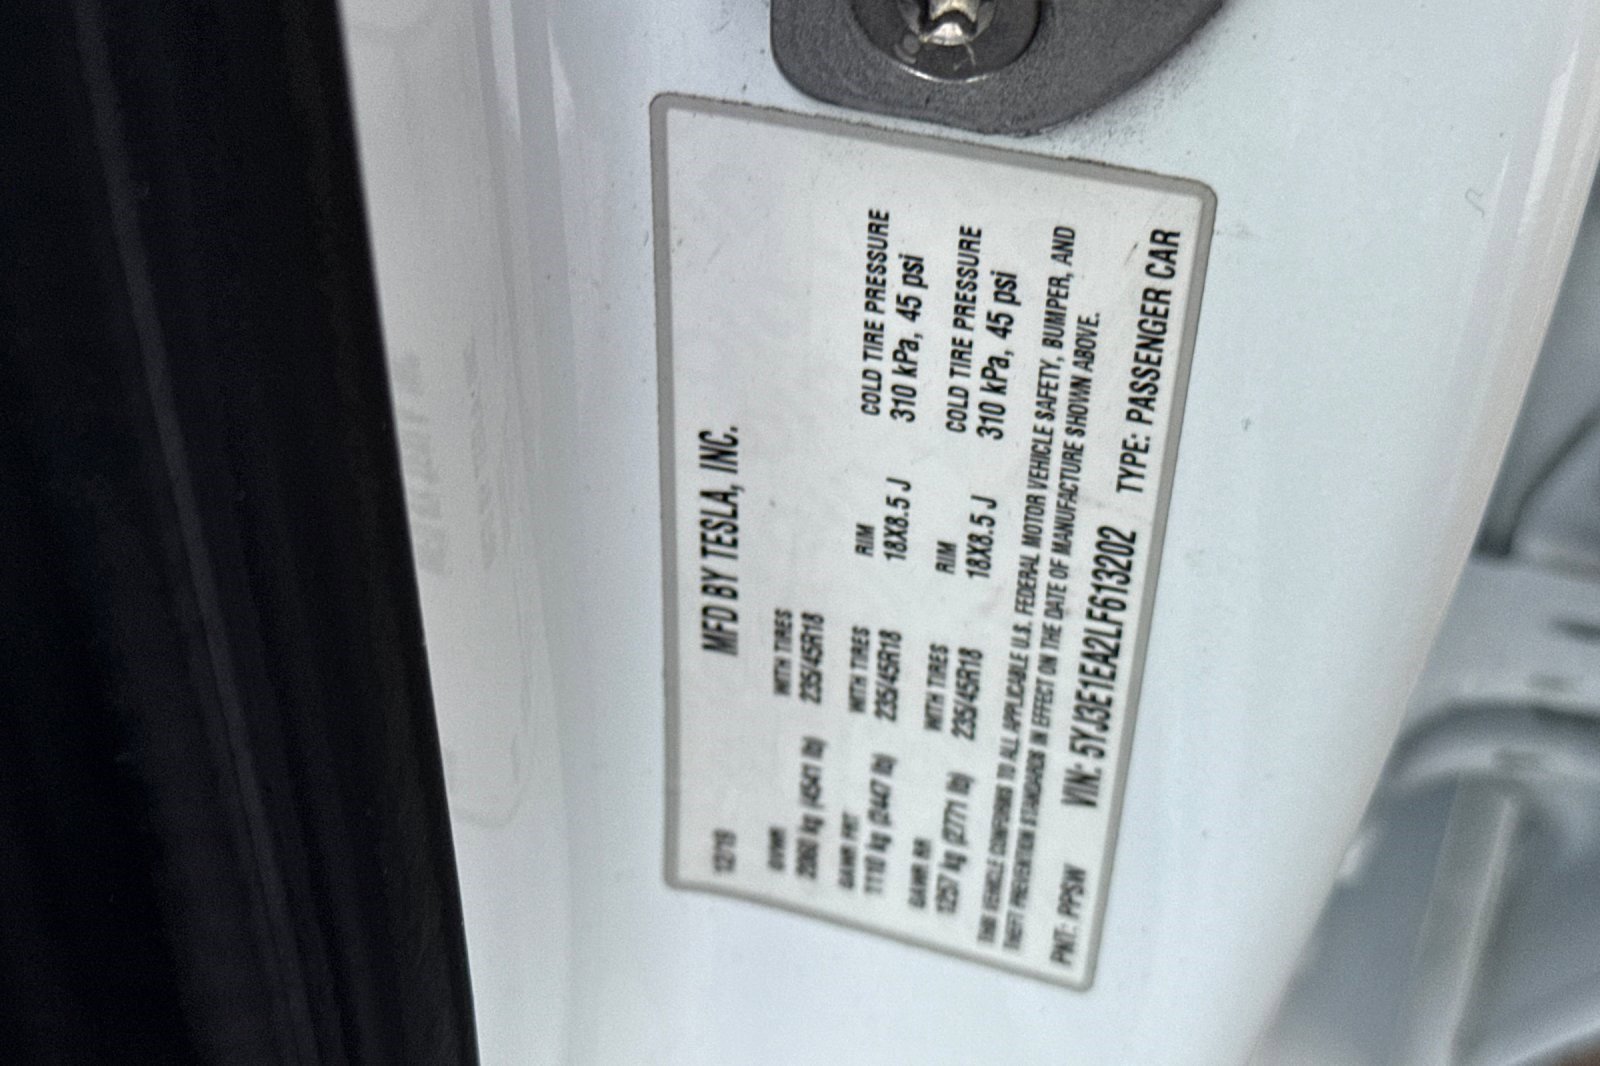 MFD BY TESLA, INC.
12/19
GVWR WITH TIRES
2060 kg (4541 lb) 235/45R18
GAWR FRT WITH TIRES RIM COLD TIRE PRESSURE
1110 kg (2447 lb) 235/45R18 18X8.5 J 310 kPa, 45 psi
GAWR RR WITH TIRES RIM COLD TIRE PRESSURE
1257 kg (2771 lb) 235/45R18 18X8.5 J 310 kPa, 45 psi
THIS VEHICLE CONFORMS TO ALL APPLICABLE U.S. FEDERAL MOTOR VEHICLE SAFETY, BUMPER, AND
THEFT PREVENTION STANDARDS IN EFFECT ON THE DATE OF MANUFACTURE SHOWN ABOVE.
PNT: PPSW VIN: 5YJ3E1EA2LF613202 TYPE: PASSENGER CAR